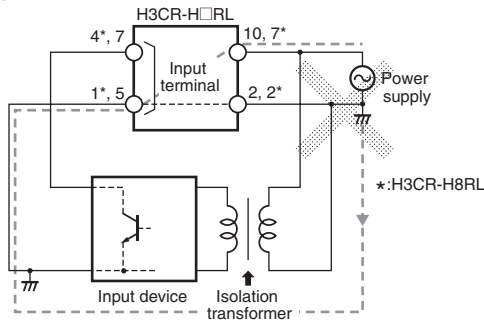 H3CR-H□RL
4*, 7
10, 7*
Input
terminal
Power
supply
1*, 5
2, 2*
*:H3CR-H8RL
Input device
Isolation
transformer